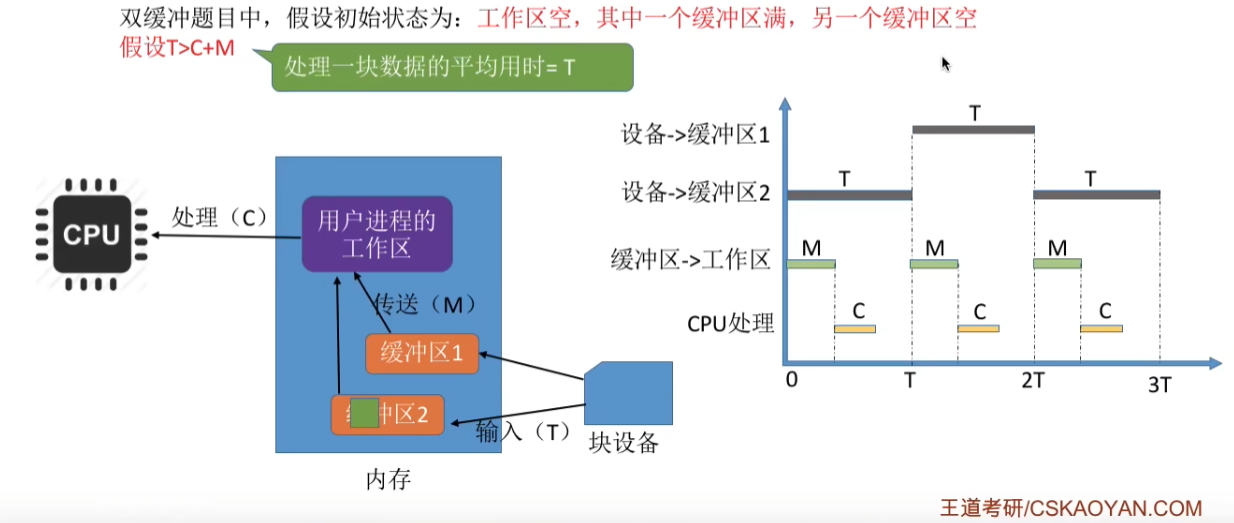 双缓冲题目中，假设初始状态为：工作区空，其中一个缓冲区满，另一个缓冲区空
假设T>C+M
处理一块数据的平均用时= T
CPU
处理（C）
用户进程的
工作区
传送（M）
缓冲区1
冲区2
输入（T）
块设备
内存
设备->缓冲区1
T
设备->缓冲区2
T
T
缓冲区->工作区
M
M
M
CPU处理
C
C
C
0
T
2T
3T
王道考研/CSKAOYAN.COM